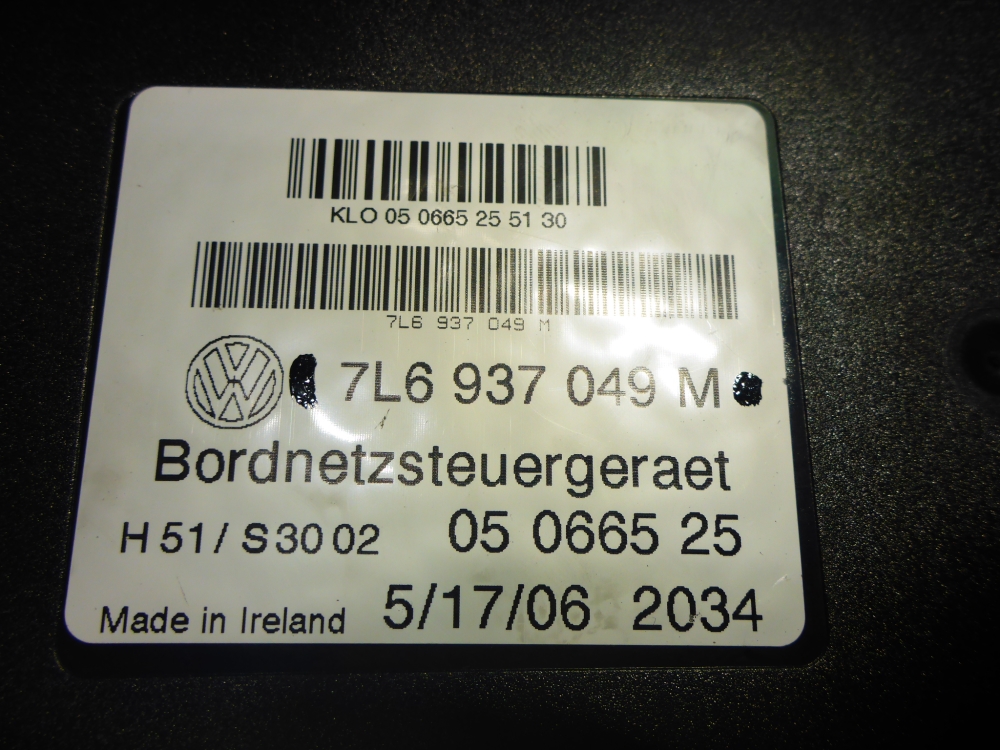 KLO 05 0665 25 51 30
7L6 937 049 M
7L6 937 049 M
Bordnetzsteuergeraet
H 51 / S 30 02 05 0665 25
Made in Ireland 5/17/06 2034